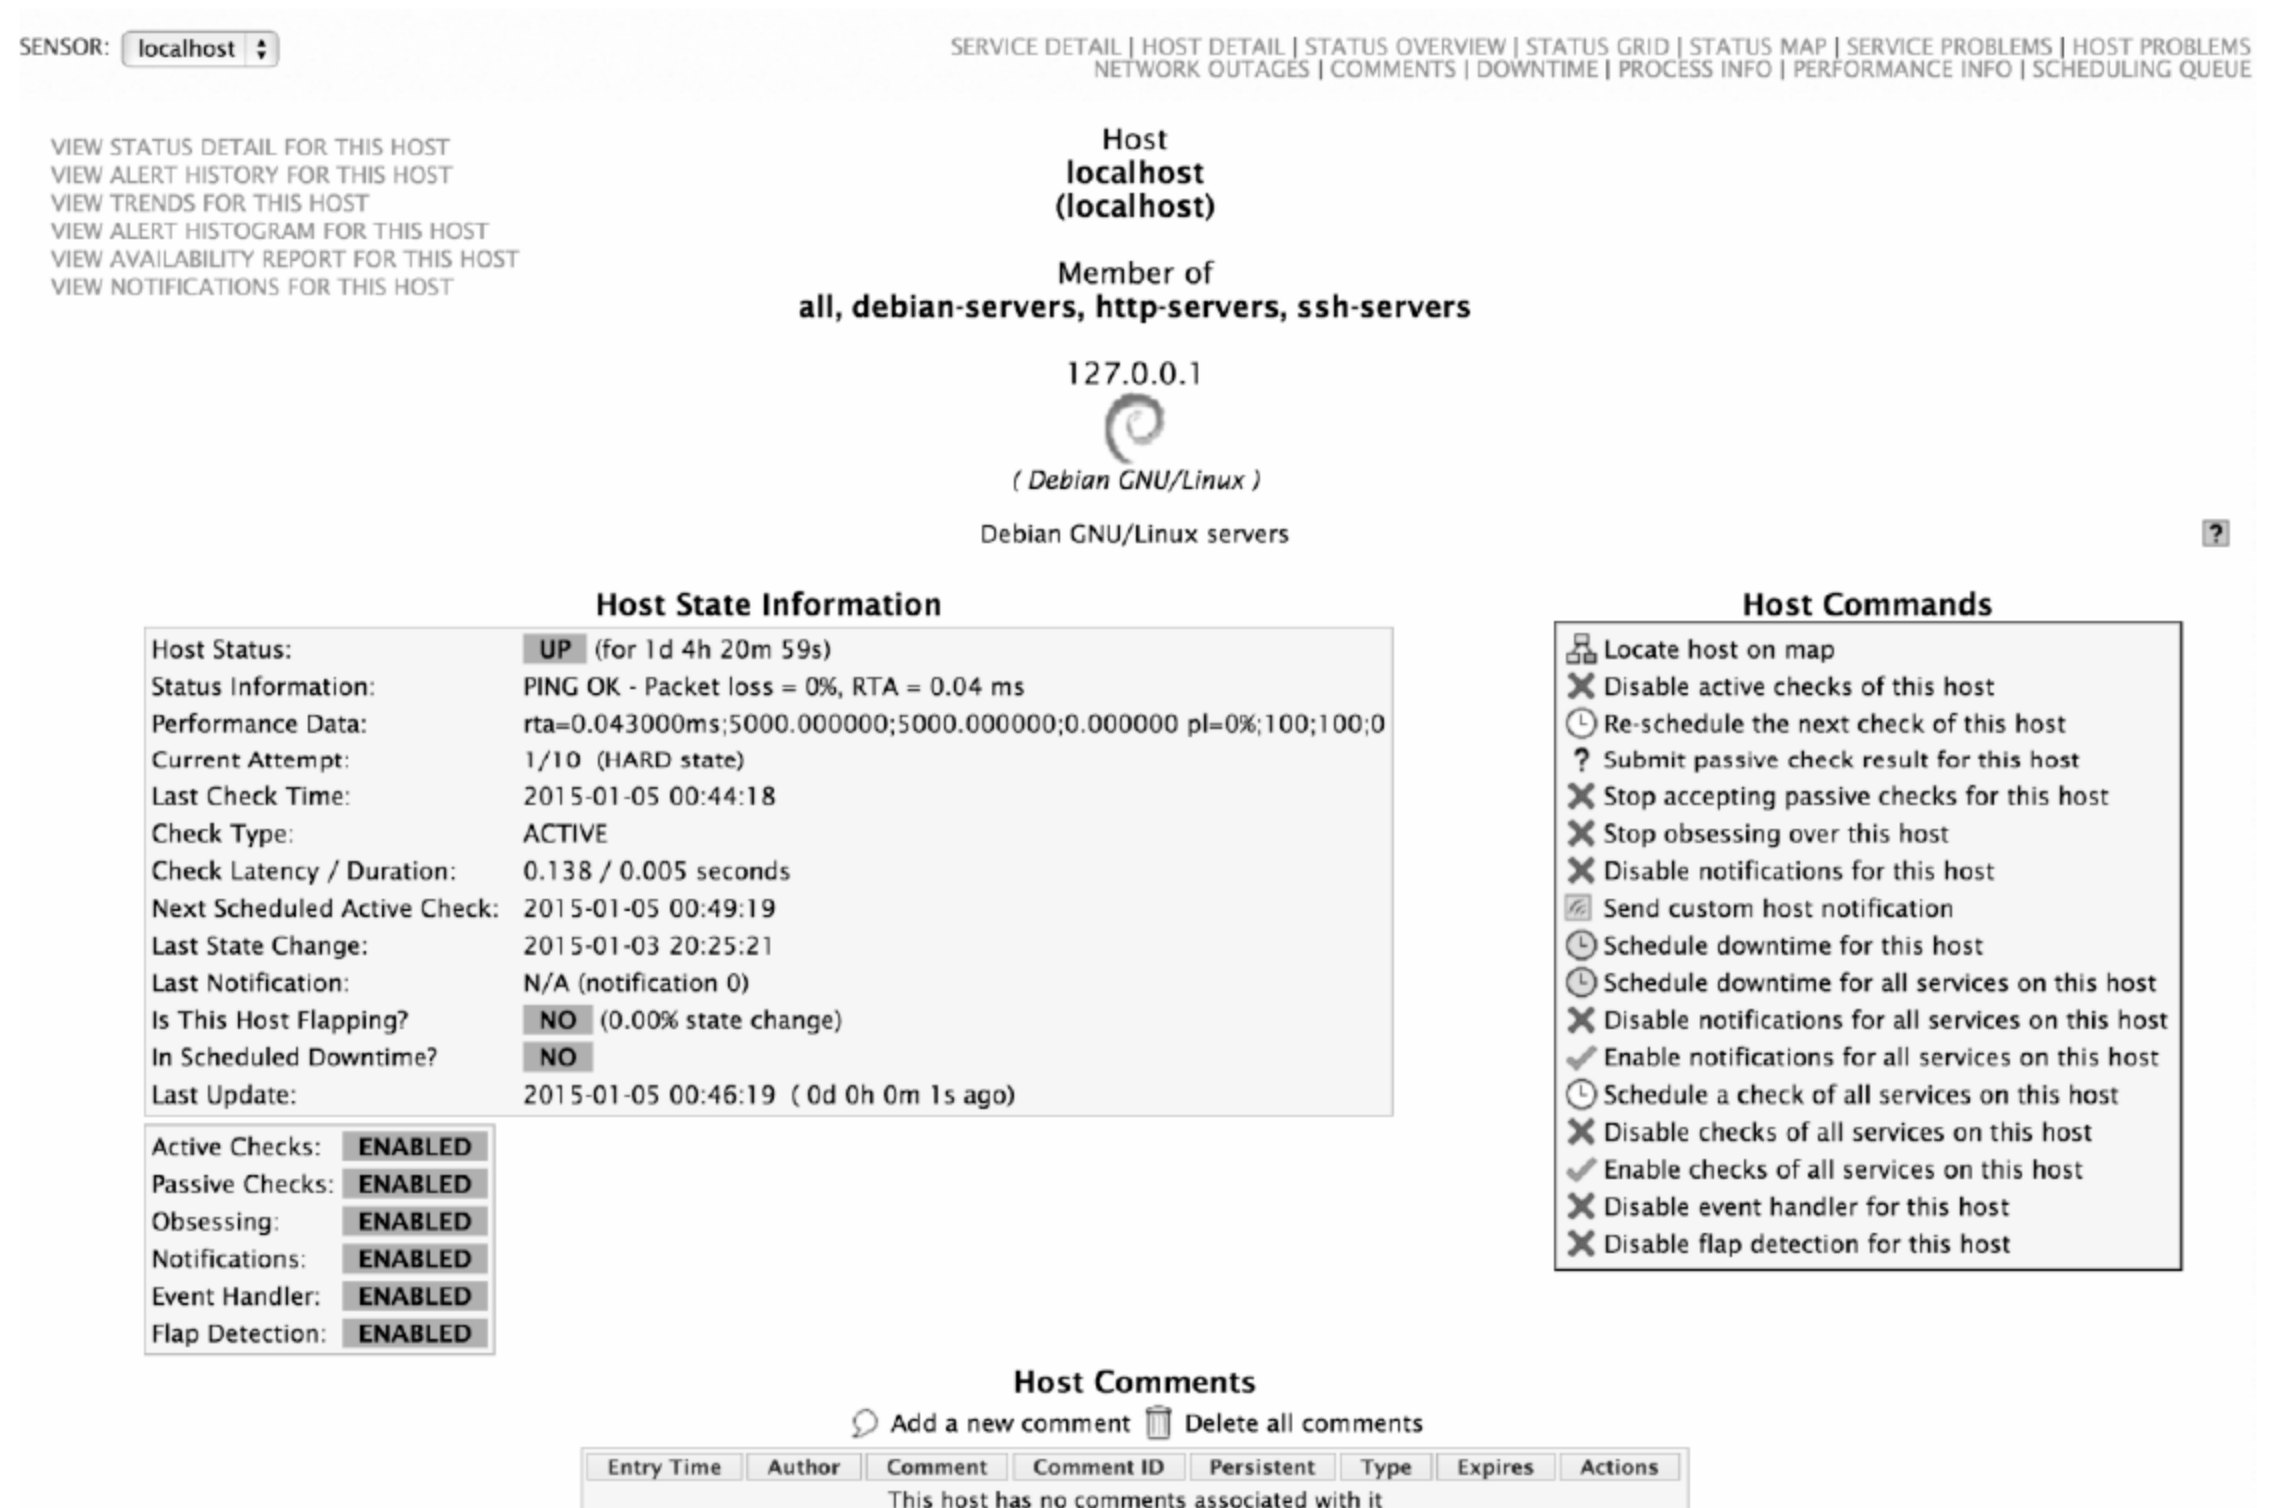 SENSOR: localhost
SERVICE DETAIL | HOST DETAIL | STATUS OVERVIEW | STATUS GRID | STATUS MAP | SERVICE PROBLEMS | HOST PROBLEMS
NETWORK OUTAGES | COMMENTS | DOWNTIME | PROCESS INFO | PERFORMANCE INFO | SCHEDULING QUEUE
VIEW STATUS DETAIL FOR THIS HOST
VIEW ALERT HISTORY FOR THIS HOST
VIEW TRENDS FOR THIS HOST
VIEW ALERT HISTOGRAM FOR THIS HOST
VIEW AVAILABILITY REPORT FOR THIS HOST
VIEW NOTIFICATIONS FOR THIS HOST
Host
localhost
(localhost)
Member of
all, debian-servers, http-servers, ssh-servers
127.0.0.1
( Debian GNU/Linux )
Debian GNU/Linux servers
?
Host State Information
Host Status: UP (for 1d 4h 20m 59s)
Status Information: PING OK - Packet loss = 0%, RTA = 0.04 ms
Performance Data: rta=0.043000ms;5000.000000;5000.000000;0.000000 pl=0%;100;100;0
Current Attempt: 1/10 (HARD state)
Last Check Time: 2015-01-05 00:44:18
Check Type: ACTIVE
Check Latency / Duration: 0.138 / 0.005 seconds
Next Scheduled Active Check: 2015-01-05 00:49:19
Last State Change: 2015-01-03 20:25:21
Last Notification: N/A (notification 0)
Is This Host Flapping? NO (0.00% state change)
In Scheduled Downtime? NO
Last Update: 2015-01-05 00:46:19 ( 0d 0h 0m 1s ago)
Active Checks: ENABLED
Passive Checks: ENABLED
Obsessing: ENABLED
Notifications: ENABLED
Event Handler: ENABLED
Flap Detection: ENABLED
Host Commands
Locate host on map
Disable active checks of this host
Re-schedule the next check of this host
? Submit passive check result for this host
Stop accepting passive checks for this host
Stop obsessing over this host
Disable notifications for this host
Send custom host notification
Schedule downtime for this host
Schedule downtime for all services on this host
Disable notifications for all services on this host
Enable notifications for all services on this host
Schedule a check of all services on this host
Disable checks of all services on this host
Enable checks of all services on this host
Disable event handler for this host
Disable flap detection for this host
Host Comments
Add a new comment Delete all comments
Entry Time Author Comment Comment ID Persistent Type Expires Actions
This host has no comments associated with it